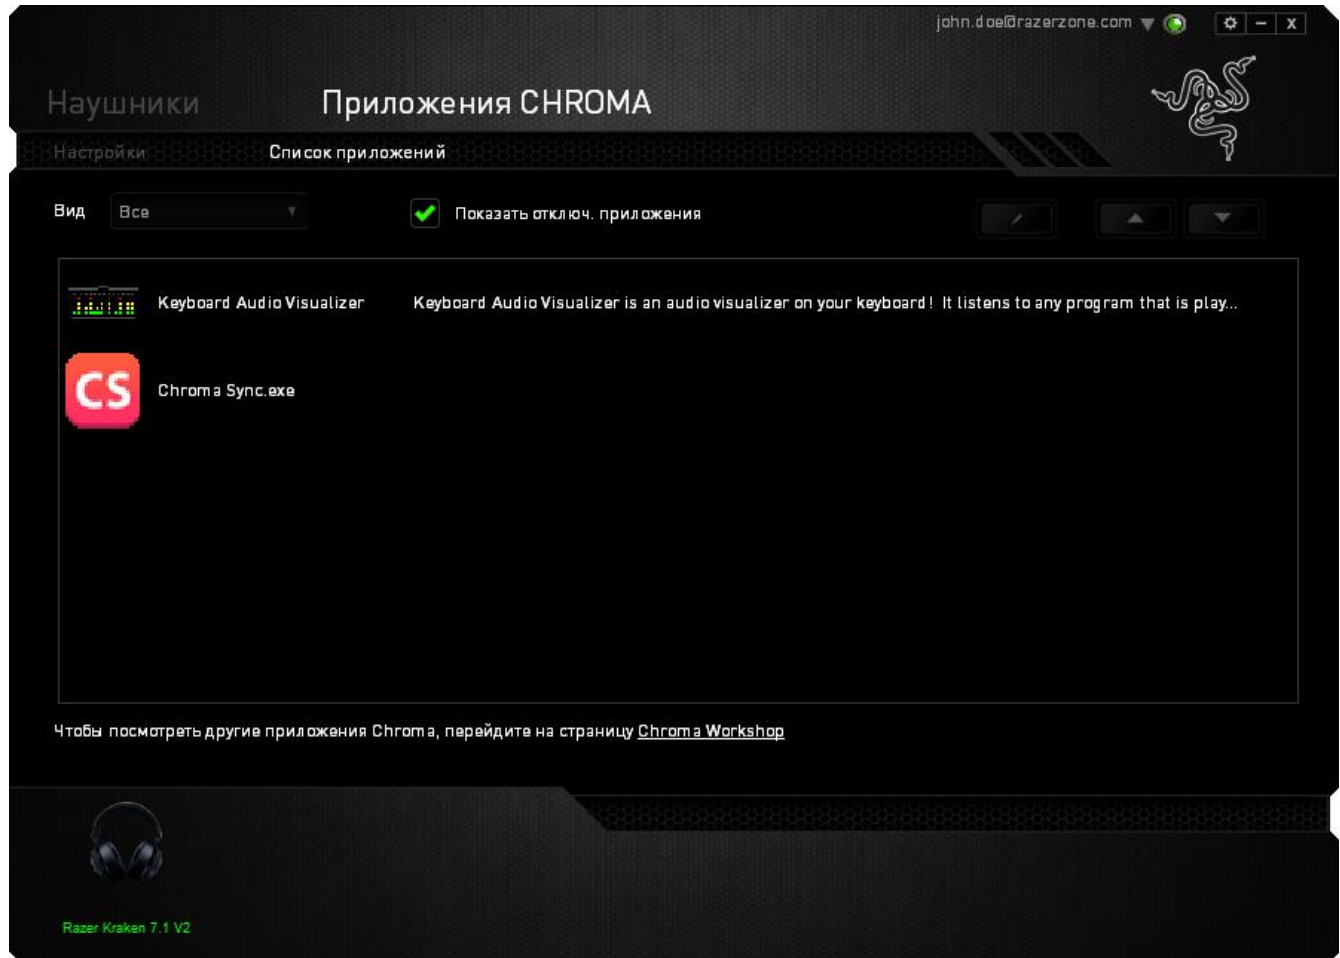 john.doe@razerzone.com
Наушники Приложения CHROMA
Настройки Список приложений
Вид Все Показать отключ. приложения
Keyboard Audio Visualizer Keyboard Audio Visualizer is an audio visualizer on your keyboard! It listens to any program that is play...
CS Chroma Sync.exe
Чтобы посмотреть другие приложения Chroma, перейдите на страницу Chroma Workshop
Razer Kraken 7.1 V2